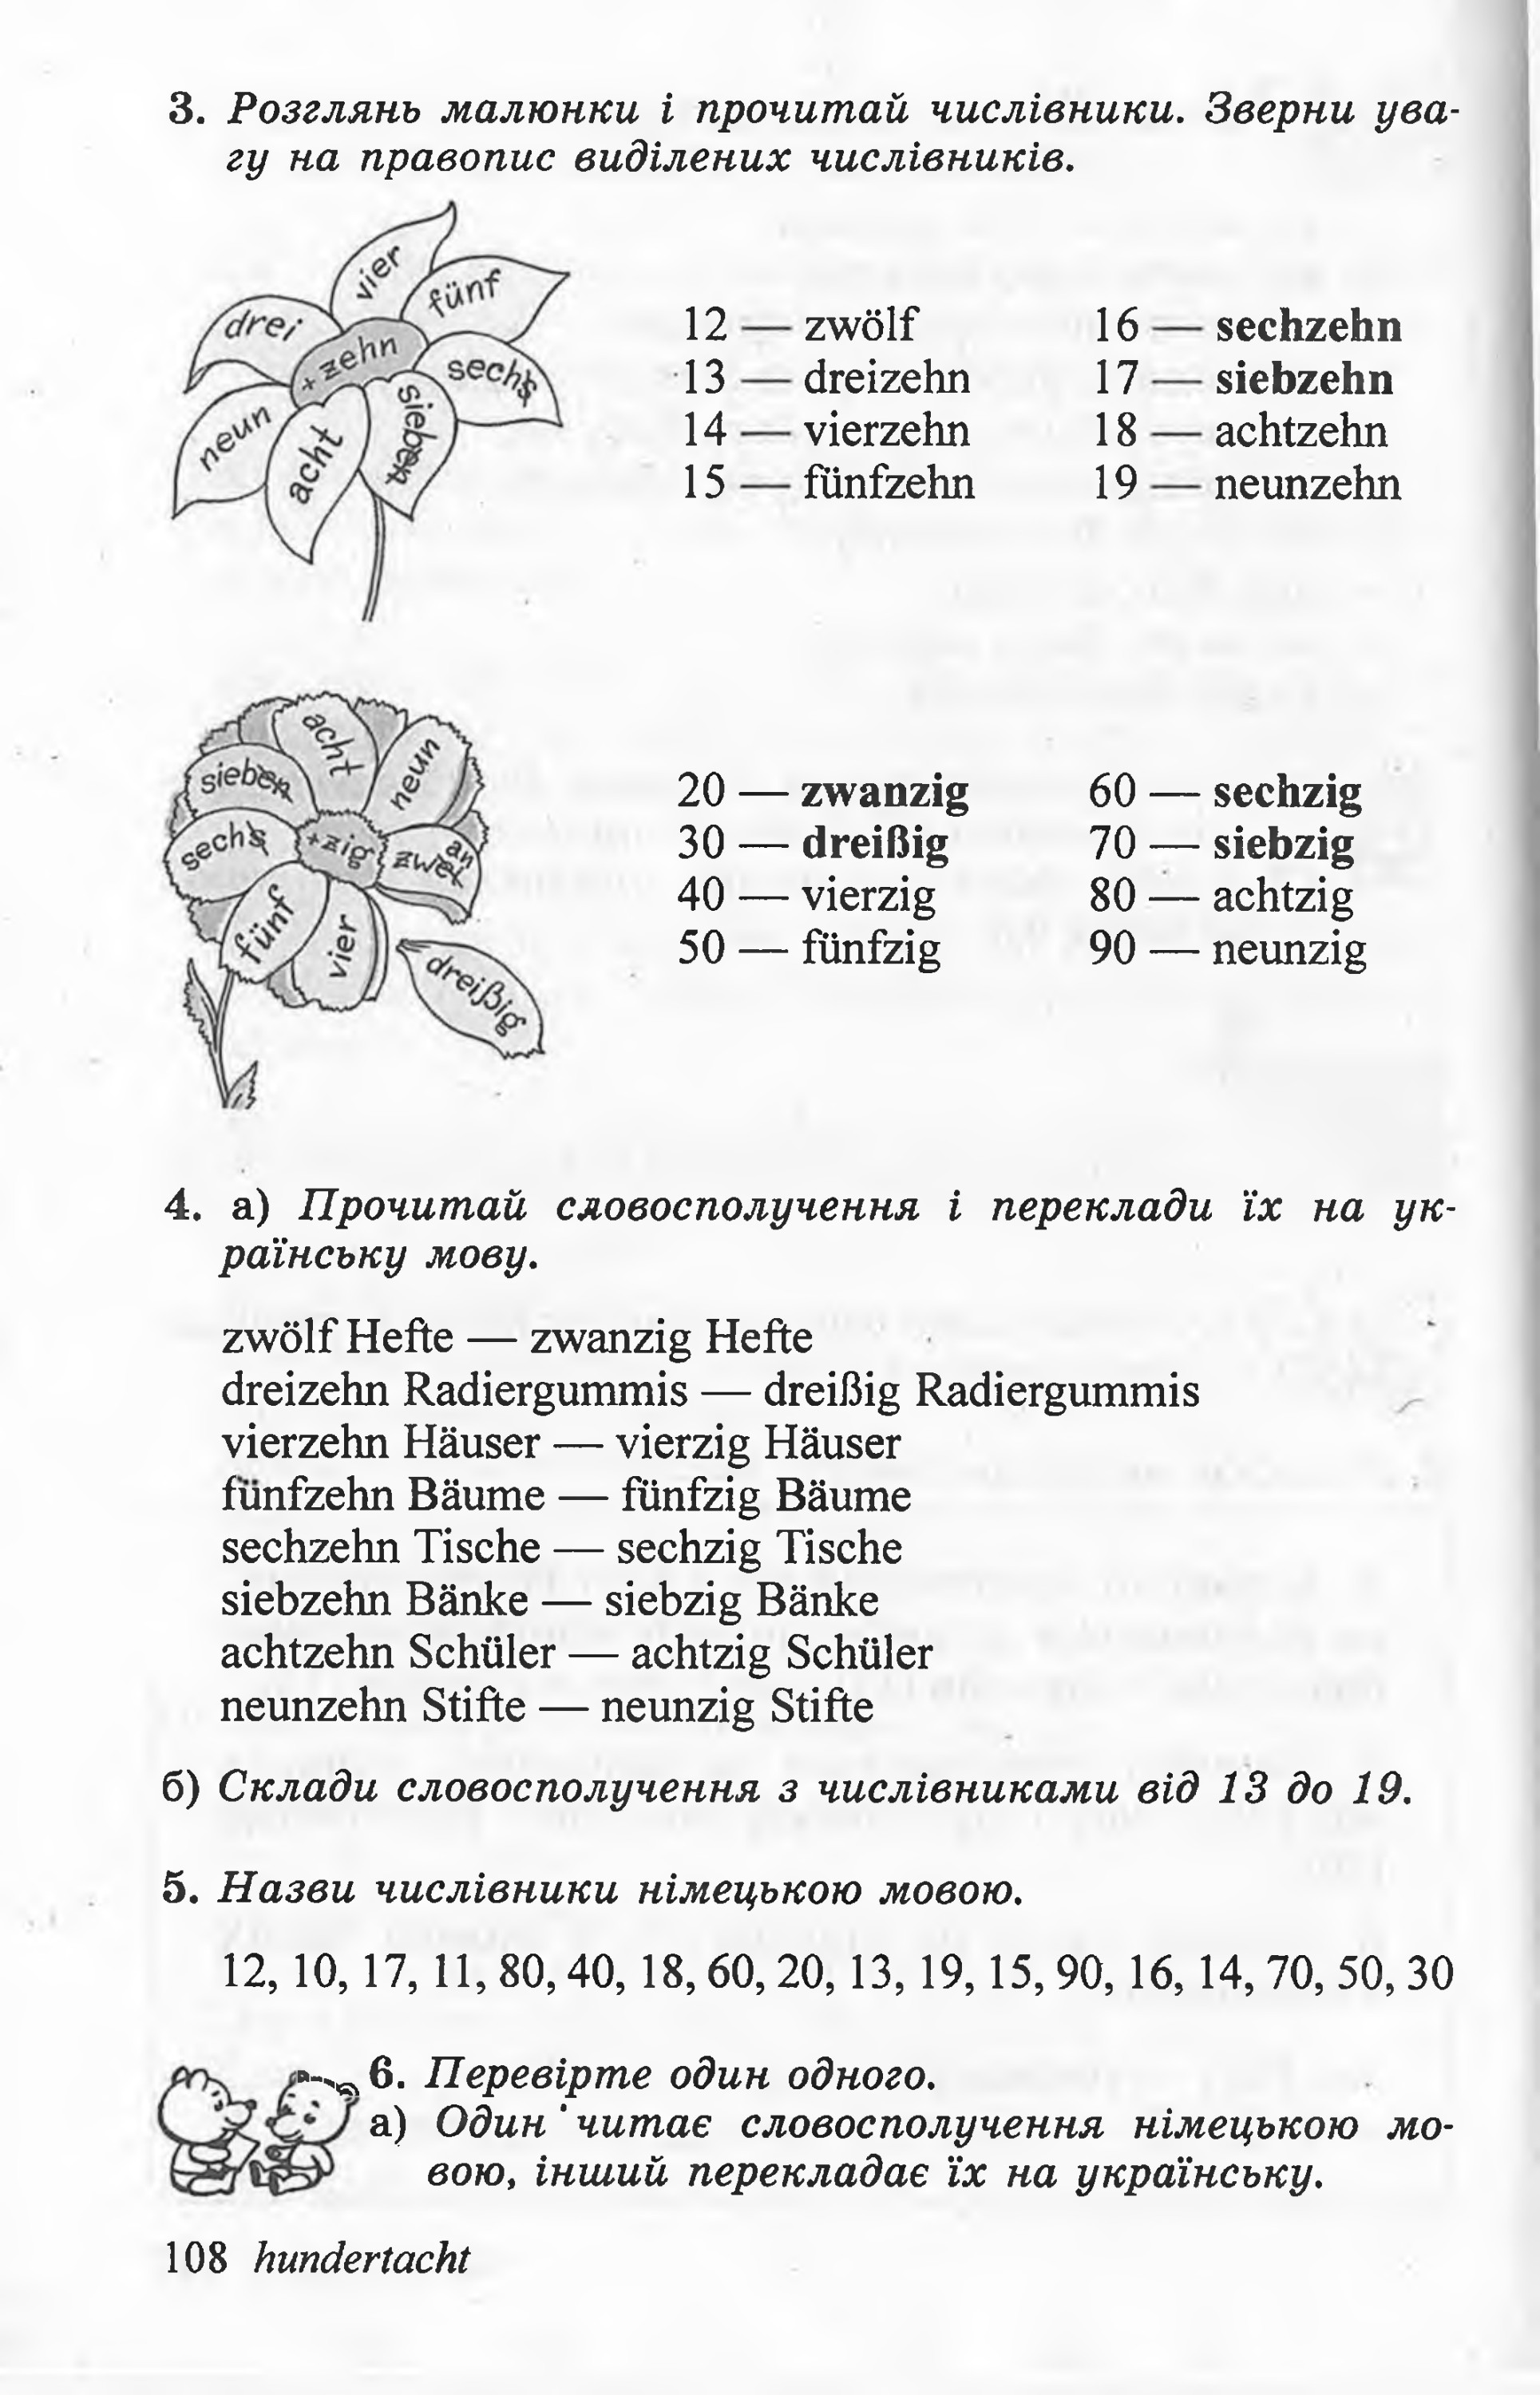 3. Розглянь малюнки і прочитай числівники. Зверни ува-
гу на правопис виділених числівників.
vier
fünf
drei
+ zehn
sechs
neun
acht
sieben
12 — zwölf
13 — dreizehn
14 — vierzehn
15 — fünfzehn
16 — sechzehn
17 — siebzehn
18 — achtzehn
19 — neunzehn
acht
neun
sieben
sechs
+zig
zwei
an
fünf
vier
dreißig
20 — zwanzig
30 — dreißig
40 — vierzig
50 — fünfzig
60 — sechzig
70 — siebzig
80 — achtzig
90 — neunzig
4. а) Прочитай словосполучення і переклади їх на ук-
раїнську мову.
zwölf Hefte — zwanzig Hefte
dreizehn Radiergummis — dreißig Radiergummis
vierzehn Häuser — vierzig Häuser
fünfzehn Bäume — fünfzig Bäume
sechzehn Tische — sechzig Tische
siebzehn Bänke — siebzig Bänke
achtzehn Schüler — achtzig Schüler
neunzehn Stifte — neunzig Stifte
б) Склади словосполучення з числівниками від 13 до 19.
5. Назви числівники німецькою мовою.
12, 10, 17, 11, 80, 40, 18, 60, 20, 13, 19, 15, 90, 16, 14, 70, 50, 30
6. Перевірте один одного.
а) Один читає словосполучення німецькою мо-
вою, інший перекладає їх на українську.
108 hundertacht